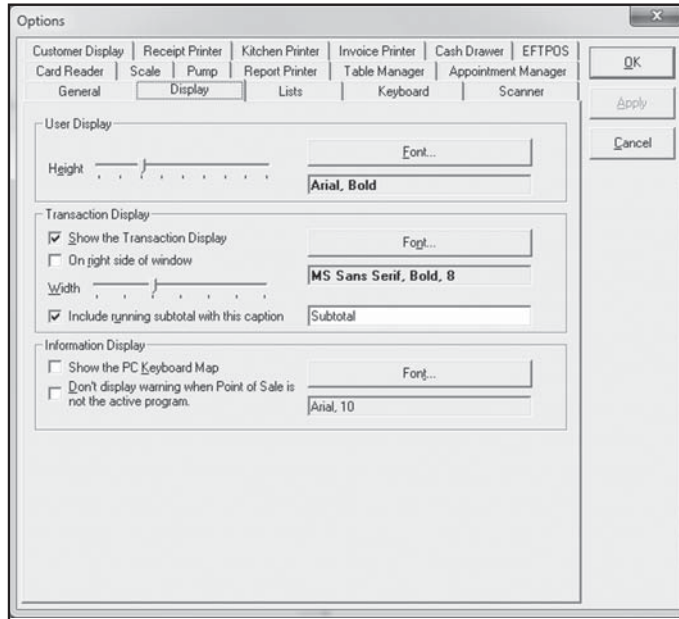 Options
Customer Display Receipt Printer Kitchen Printer Invoice Printer Cash Drawer EFTPOS
Card Reader Scale Pump Report Printer Table Manager Appointment Manager
General Display Lists Keyboard Scanner
OK
Apply
Cancel
User Display
Height
Font...
Arial, Bold
Transaction Display
Show the Transaction Display
On right side of window
Width
Font...
MS Sans Serif, Bold, 8
Include running subtotal with this caption
Subtotal
Information Display
Show the PC Keyboard Map
Don't display warning when Point of Sale is
not the active program.
Font...
Arial, 10